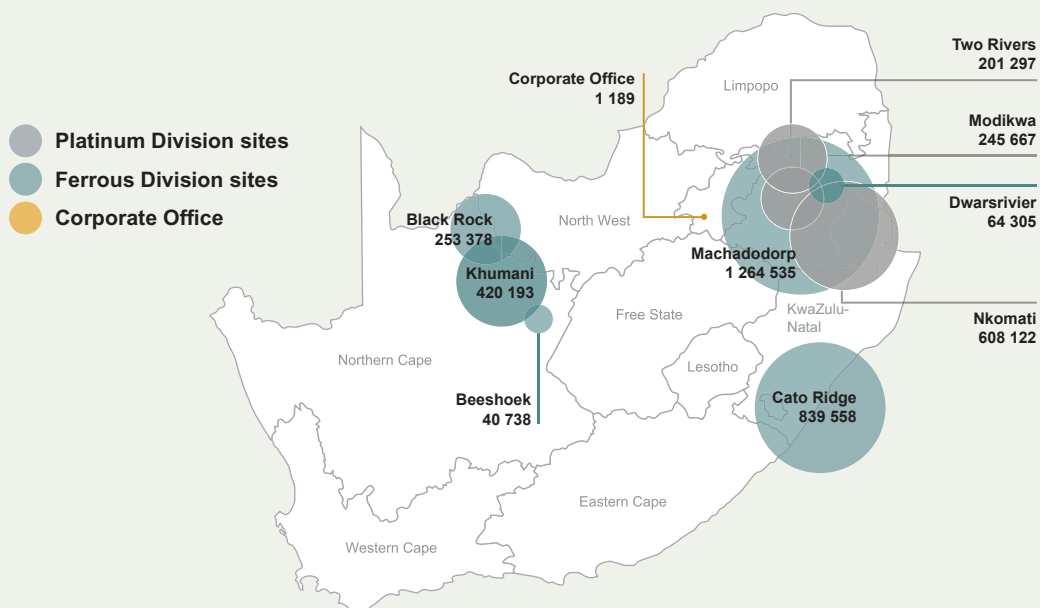 Platinum Division sites
Ferrous Division sites
Corporate Office
Corporate Office
1 189
Limpopo
Two Rivers
201 297
Modikwa
245 667
Dwarsrivier
64 305
Black Rock
253 378
North West
Khumani
420 193
Machadodorp
1 264 535
Nkomati
608 122
Free State
KwaZulu-
Natal
Northern Cape
Lesotho
Beeshoek
40 738
Cato Ridge
839 558
Eastern Cape
Western Cape